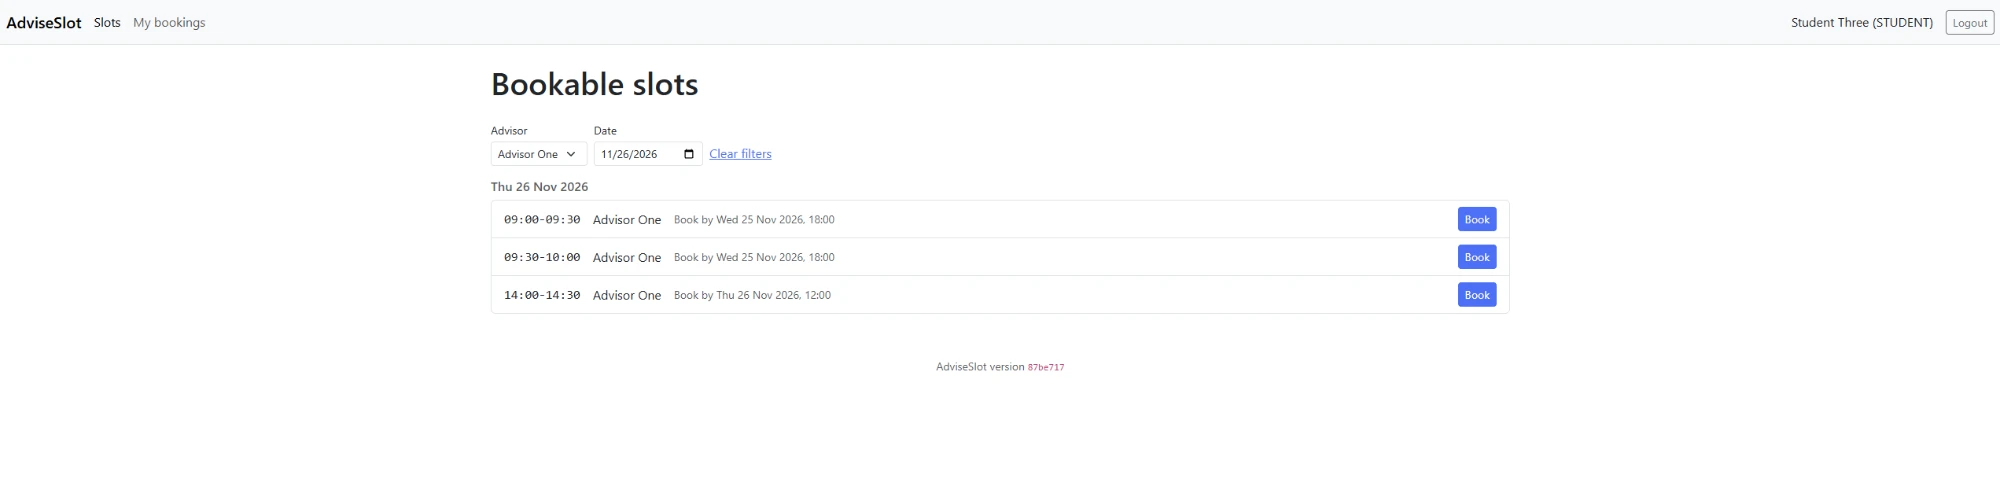 AdviseSlot Slots My bookings Student Three (STUDENT) Logout
Bookable slots
Advisor Date
Advisor One 11/26/2026 Clear filters
Thu 26 Nov 2026
09:00-09:30 Advisor One Book by Wed 25 Nov 2026, 18:00 Book
09:30-10:00 Advisor One Book by Wed 25 Nov 2026, 18:00 Book
14:00-14:30 Advisor One Book by Thu 26 Nov 2026, 12:00 Book
AdviseSlot version 87be717